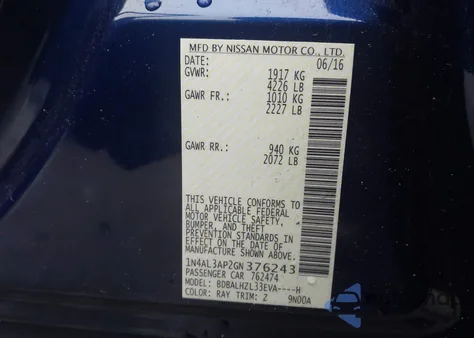 MFD BY NISSAN MOTOR CO., LTD.
DATE: 06/16
GVWR: 1917 KG
4226 LB
GAWR FR.: 1010 KG
2227 LB
GAWR RR.: 940 KG
2072 LB
THIS VEHICLE CONFORMS TO
ALL APPLICABLE FEDERAL
MOTOR VEHICLE SAFETY,
BUMPER, AND THEFT
PREVENTION STANDARDS IN
EFFECT ON THE DATE OF
MANUFACTURE SHOWN ABOVE.
1N4AL3AP2GN376243
PASSENGER CAR 762474
MODEL: BDBALHZL33EVA----H
COLOR: RAY TRIM: Z 9N00A